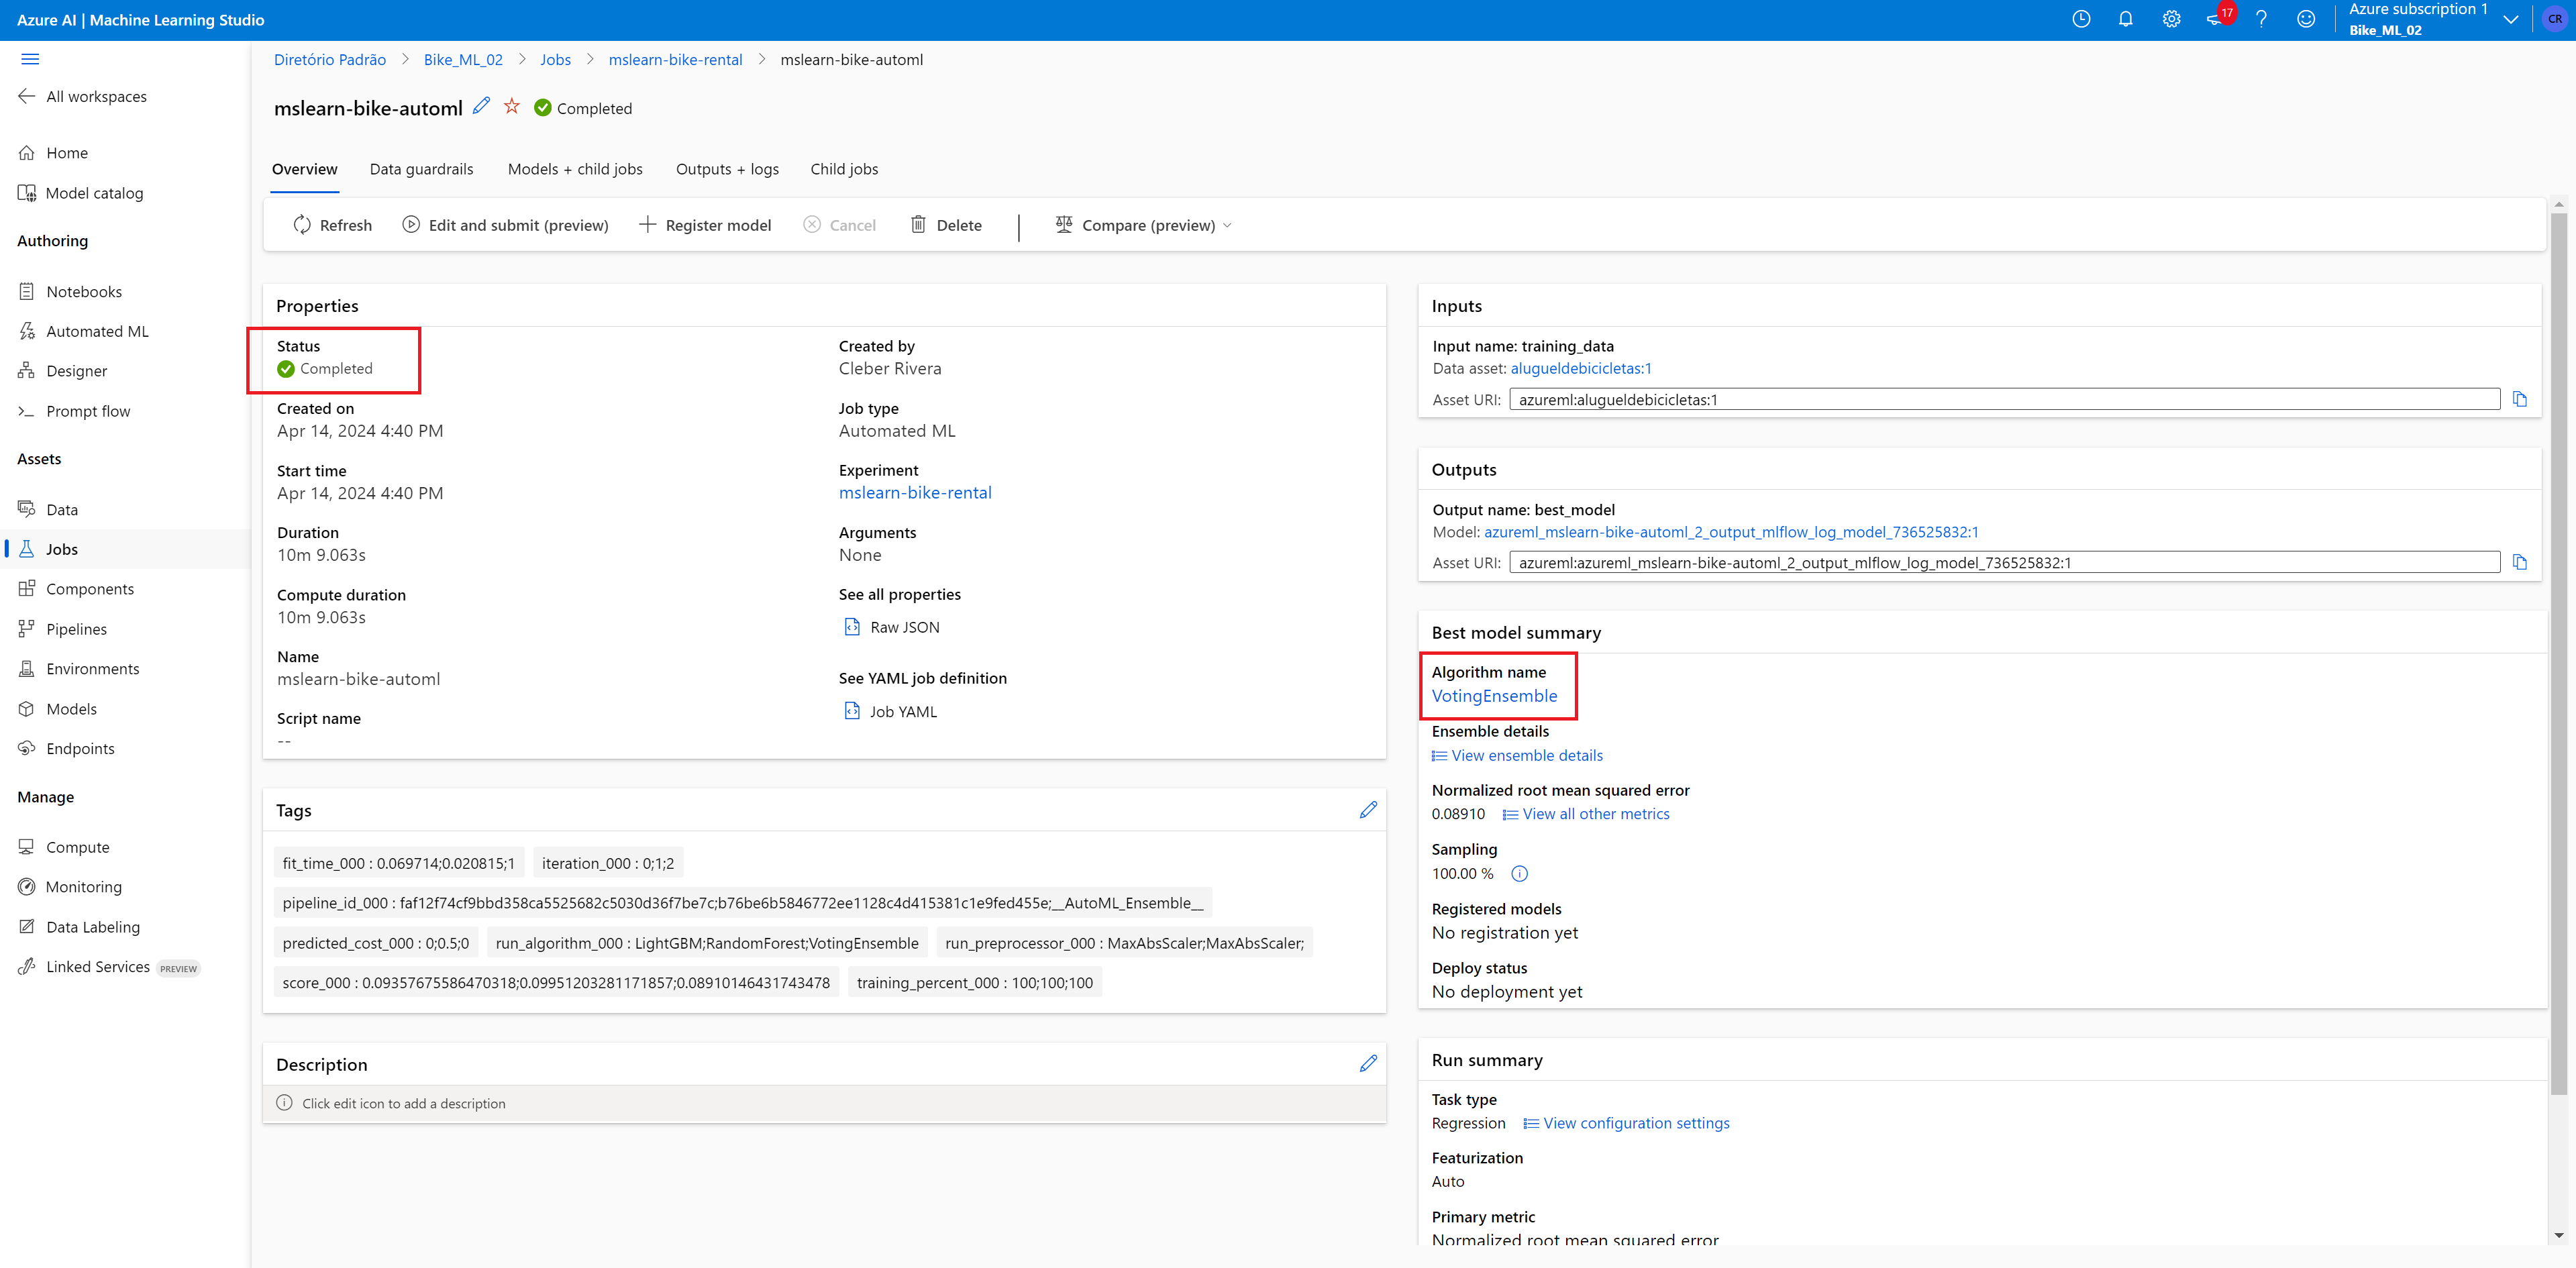 Azure AI | Machine Learning Studio
17
Azure subscription 1
Bike_ML_02
CR
All workspaces
Home
Model catalog
Authoring
Notebooks
Automated ML
Designer
Prompt flow
Assets
Data
Jobs
Components
Pipelines
Environments
Models
Endpoints
Manage
Compute
Monitoring
Data Labeling
Linked Services PREVIEW
Diretório Padrão > Bike_ML_02 > Jobs > mslearn-bike-rental > mslearn-bike-automl
mslearn-bike-automl Completed
Overview Data guardrails Models + child jobs Outputs + logs Child jobs
Refresh Edit and submit (preview) Register model Cancel Delete | Compare (preview)
Properties
Status
Completed
Created on
Apr 14, 2024 4:40 PM
Start time
Apr 14, 2024 4:40 PM
Duration
10m 9.063s
Compute duration
10m 9.063s
Name
mslearn-bike-automl
Script name
--
Created by
Cleber Rivera
Job type
Automated ML
Experiment
mslearn-bike-rental
Arguments
None
See all properties
Raw JSON
See YAML job definition
Job YAML
Tags
fit_time_000 : 0.069714;0.020815;1 iteration_000 : 0;1;2
pipeline_id_000 : faf12f74cf9bbd358ca5525682c5030d36f7be7c;b76be6b5846772ee1128c4d415381c1e9fed455e;__AutoML_Ensemble__
predicted_cost_000 : 0;0.5;0 run_algorithm_000 : LightGBM;RandomForest;VotingEnsemble run_preprocessor_000 : MaxAbsScaler;MaxAbsScaler;
score_000 : 0.09357675586470318;0.09951203281171857;0.08910146431743478 training_percent_000 : 100;100;100
Description
Click edit icon to add a description
Inputs
Input name: training_data
Data asset: alugueldebicicletas:1
Asset URI: azureml:alugueldebicicletas:1
Outputs
Output name: best_model
Model: azureml_mslearn-bike-automl_2_output_mlflow_log_model_736525832:1
Asset URI: azureml:azureml_mslearn-bike-automl_2_output_mlflow_log_model_736525832:1
Best model summary
Algorithm name
VotingEnsemble
Ensemble details
View ensemble details
Normalized root mean squared error
0.08910 View all other metrics
Sampling
100.00 %
Registered models
No registration yet
Deploy status
No deployment yet
Run summary
Task type
Regression View configuration settings
Featurization
Auto
Primary metric
Normalized root mean squared error